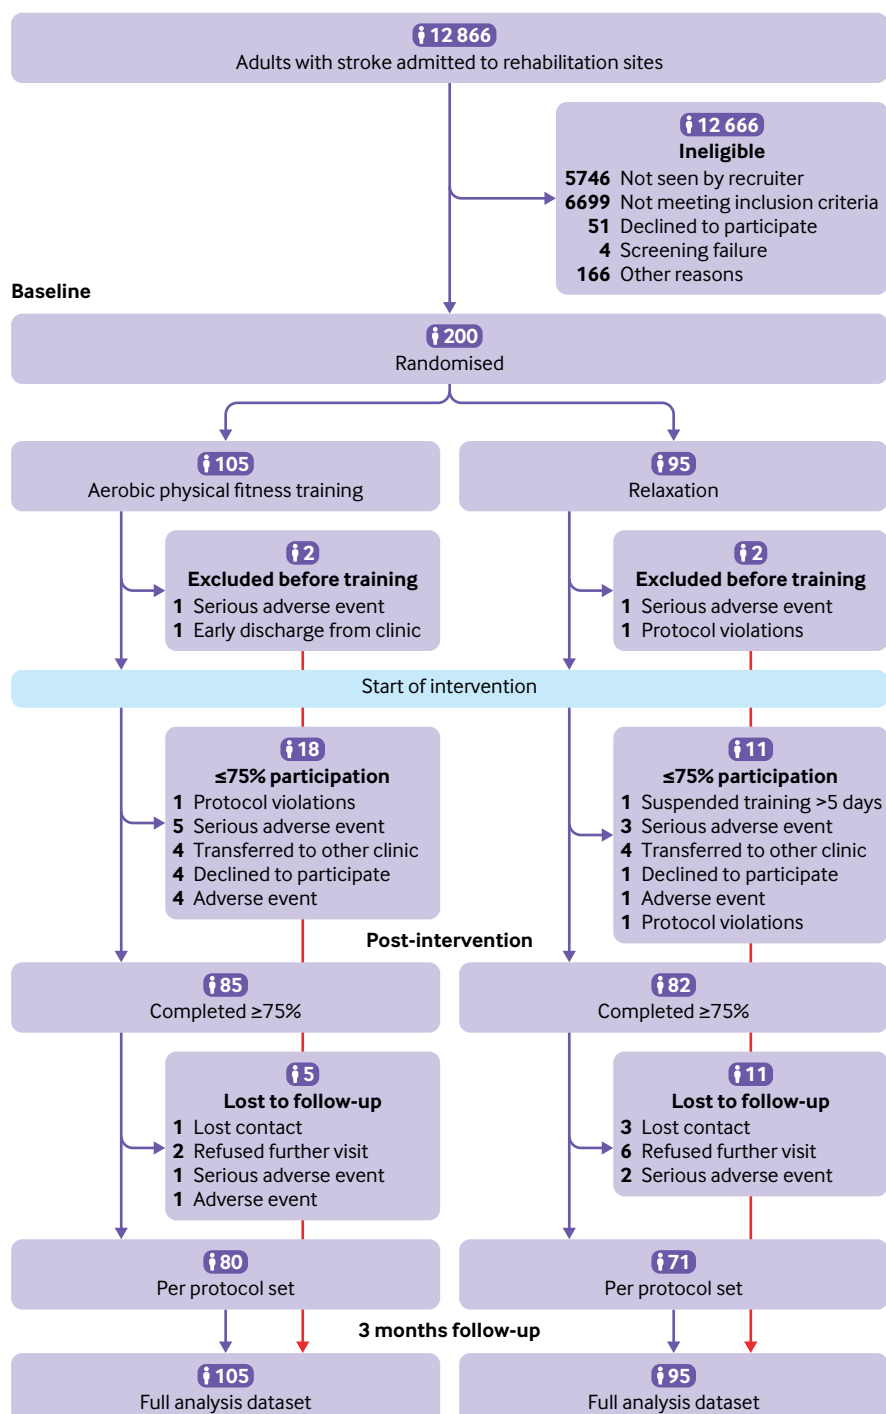 12 866
Adults with stroke admitted to rehabilitation sites
12 666
Ineligible
5746 Not seen by recruiter
6699 Not meeting inclusion criteria
51 Declined to participate
4 Screening failure
166 Other reasons
Baseline
200
Randomised
105
Aerobic physical fitness training
95
Relaxation
2
Excluded before training
1 Serious adverse event
1 Early discharge from clinic
2
Excluded before training
1 Serious adverse event
1 Protocol violations
Start of intervention
18
≤75% participation
1 Protocol violations
5 Serious adverse event
4 Transferred to other clinic
4 Declined to participate
4 Adverse event
11
≤75% participation
1 Suspended training >5 days
3 Serious adverse event
4 Transferred to other clinic
1 Declined to participate
1 Adverse event
1 Protocol violations
Post-intervention
85
Completed ≥75%
82
Completed ≥75%
5
Lost to follow-up
1 Lost contact
2 Refused further visit
1 Serious adverse event
1 Adverse event
11
Lost to follow-up
3 Lost contact
6 Refused further visit
2 Serious adverse event
80
Per protocol set
71
Per protocol set
3 months follow-up
105
Full analysis dataset
95
Full analysis dataset